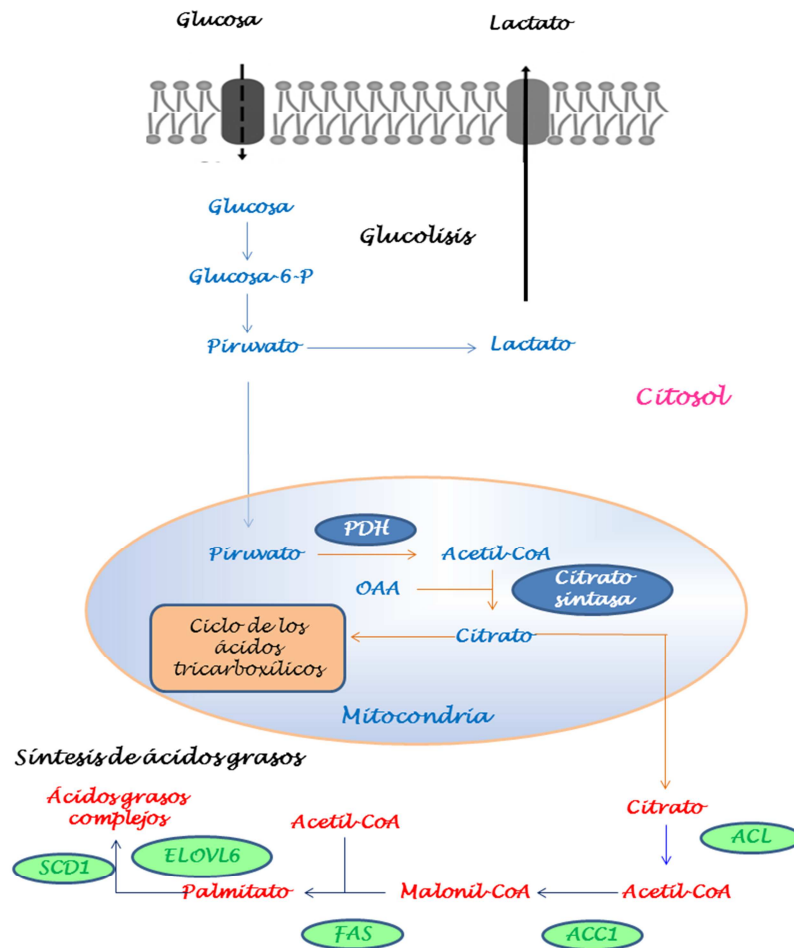 Glucosa
Lactato
Glucosa
Glucolísis
Glucosa-6-P
Piruvato
Lactato
Citosol
PDH
Piruvato
Acetil-CoA
OAA
Citrato
sintasa
Ciclo de los
ácidos
tricarboxílicos
Citrato
Mitocondria
Síntesis de ácidos grasos
Ácidos grasos
complejos
Acetil-CoA
Citrato
ACL
ELOVL6
SCD1
Palmitato
Malonil-CoA
Acetil-CoA
FAS
ACC1